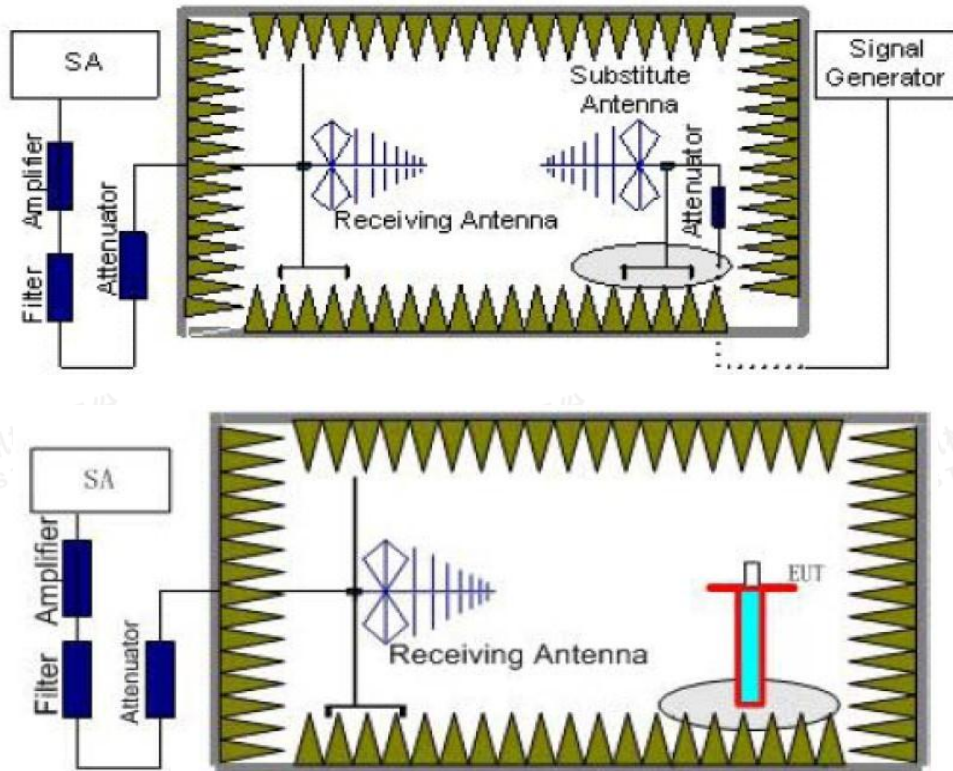 SA
Signal
Generator
Substitute
Antenna
Amplifier
Attenuator
Filter
Receiving Antenna
Attenuator
SA
Amplifier
Filter
Attenuator
Receiving Antenna
EUT